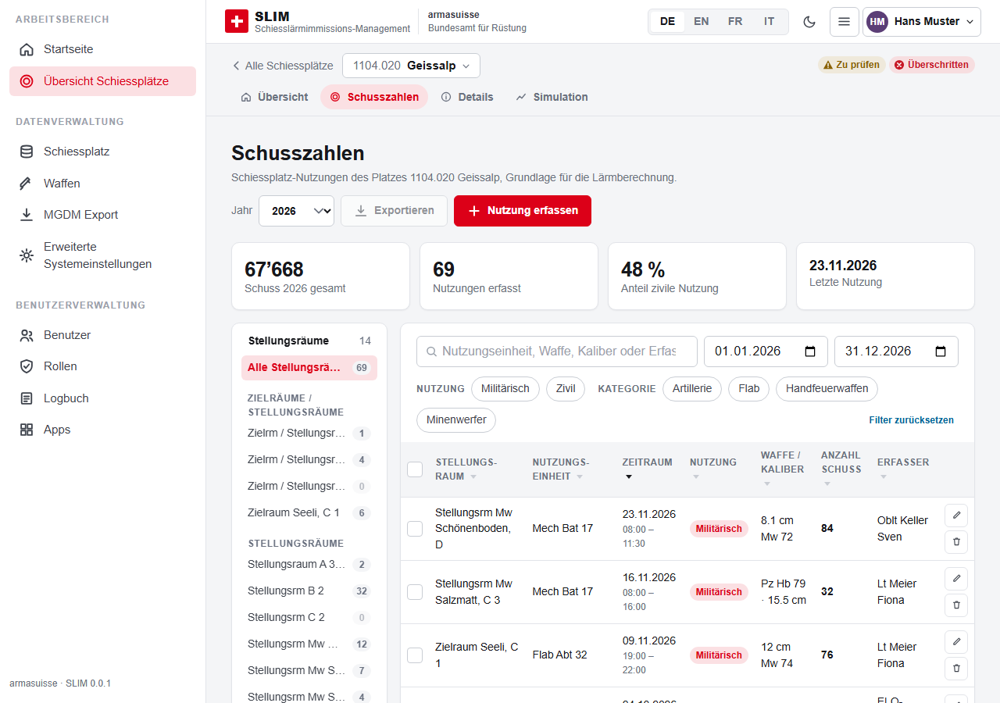 ARBEITSBEREICH
Startseite
Übersicht Schiessplätze
DATENVERWALTUNG
Schiessplatz
Waffen
MGDM Export
Erweiterte
Systemeinstellungen
BENUTZERVERWALTUNG
Benutzer
Rollen
Logbuch
Apps
armasuisse · SLIM 0.0.1
SLIM
Schiesslärmimmissions-Management
armasuisse
Bundesamt für Rüstung
DE EN FR IT
HM Hans Muster
Alle Schiessplätze
1104.020 Geissalp
Zu prüfen
Überschritten
Übersicht
Schusszahlen
Details
Simulation
Schusszahlen
Schiessplatz-Nutzungen des Platzes 1104.020 Geissalp, Grundlage für die Lärmberechnung.
Jahr 2026 Exportieren Nutzung erfassen
67’668
Schuss 2026 gesamt
69
Nutzungen erfasst
48 %
Anteil zivile Nutzung
23.11.2026
Letzte Nutzung
Stellungsräume 14
Alle Stellungsrä… 69
ZIELRÄUME /
STELLUNGSRÄUME
Zielrm / Stellungsr… 1
Zielrm / Stellungsr… 4
Zielrm / Stellungsr… 0
Zielraum Seeli, C 1 6
STELLUNGSRÄUME
Stellungsraum A 3… 2
Stellungsrm B 2 32
Stellungsrm C 2 0
Stellungsrm Mw … 12
Stellungsrm Mw S… 7
Stellungsrm Mw S… 4
Nutzungseinheit, Waffe, Kaliber oder Erfas
01.01.2026
31.12.2026
NUTZUNG Militärisch Zivil KATEGORIE Artillerie Flab Handfeuerwaffen
Minenwerfer
Filter zurücksetzen
STELLUNGS-
RAUM
NUTZUNGS-
EINHEIT
ZEITRAUM
NUTZUNG
WAFFE /
KALIBER
ANZAHL
SCHUSS
ERFASSER
Stellungsrm Mw
Schönenboden,
D
Mech Bat 17
23.11.2026
08:00 –
11:30
Militärisch
8.1 cm
Mw 72
84
Oblt Keller
Sven
Stellungsrm Mw
Salzmatt, C 3
Mech Bat 17
16.11.2026
08:00 –
16:00
Militärisch
Pz Hb 79
· 15.5 cm
32
Lt Meier
Fiona
Zielraum Seeli, C
1
Flab Abt 32
09.11.2026
19:00 –
22:00
Militärisch
12 cm
Mw 74
76
Lt Meier
Fiona